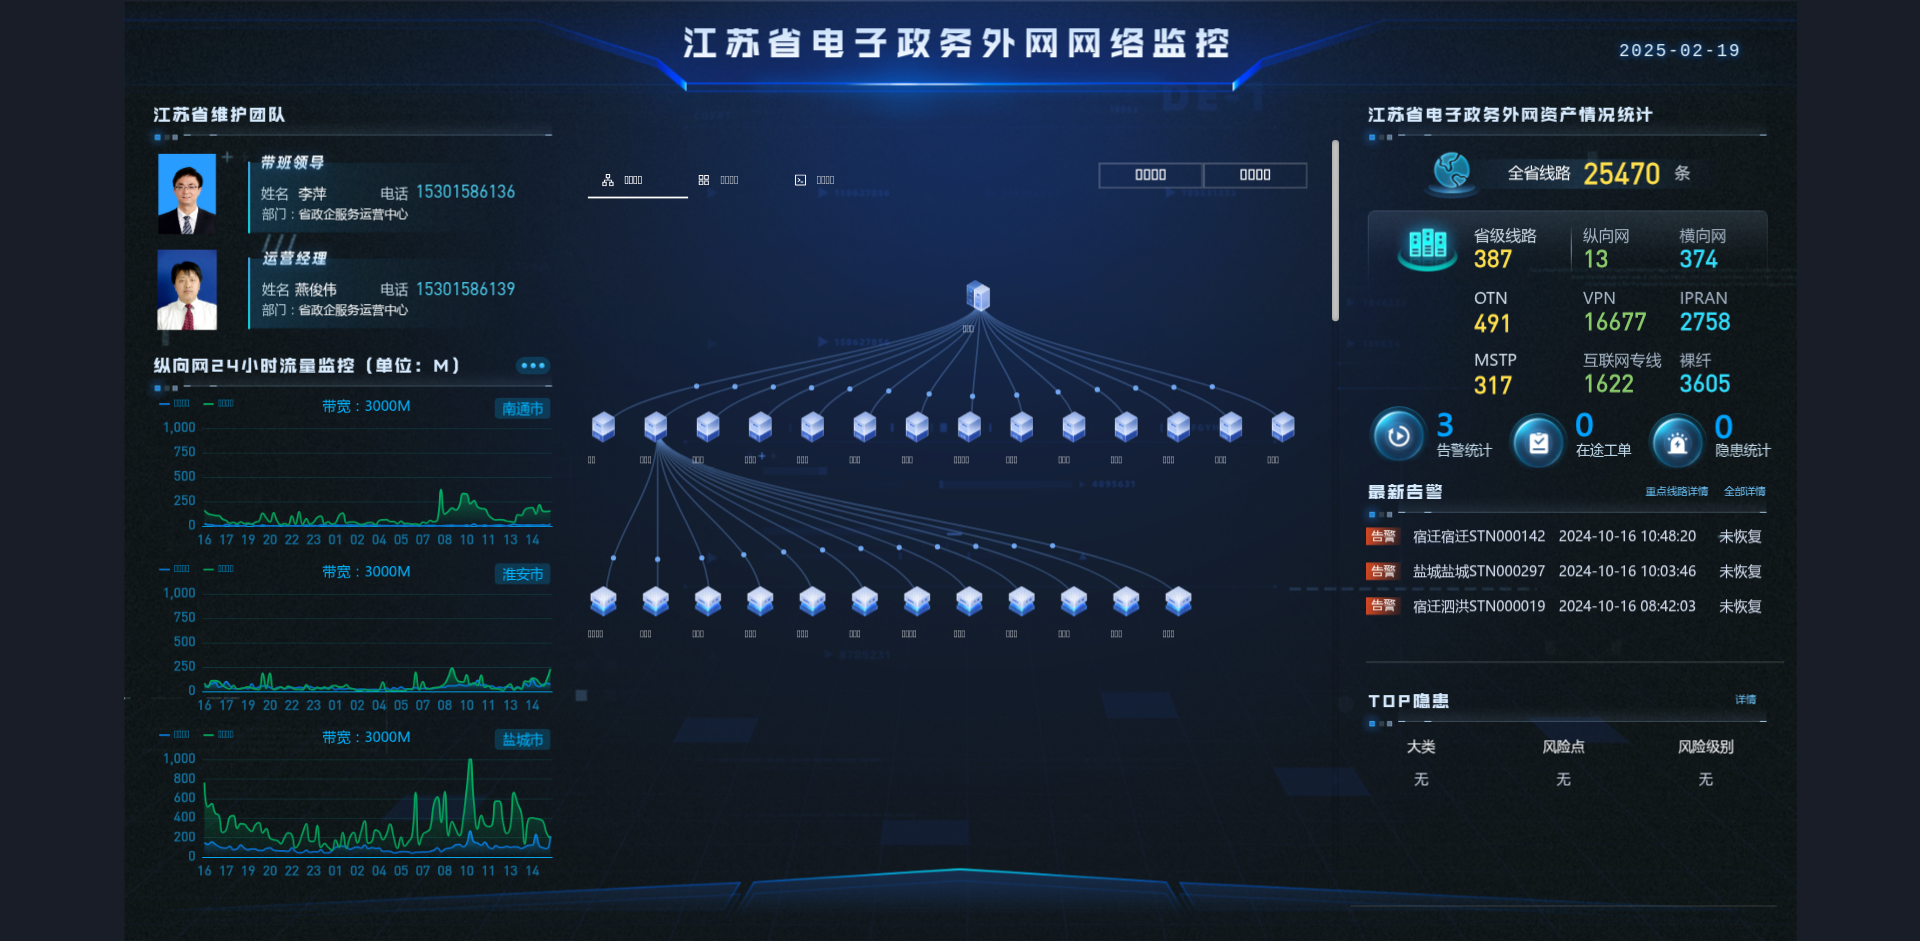 江苏省电子政务外网网络监控
2025-02-19
江苏省维护团队
带班领导
姓名 李萍 电话 15301586136
部门：省政企服务运营中心
运营经理
姓名 燕俊伟 电话 15301586139
部门：省政企服务运营中心
纵向网24小时流量监控（单位：M）
带宽：3000M 南通市
1,000
750
500
250
0
16 17 19 20 22 23 01 02 04 05 07 08 10 11 13 14
带宽：3000M 淮安市
1,000
750
500
250
0
16 17 19 20 22 23 01 02 04 05 07 08 10 11 13 14
带宽：3000M 盐城市
1,000
800
600
400
200
0
16 17 19 20 22 23 01 02 04 05 07 08 10 11 13 14
江苏省电子政务外网资产情况统计
全省线路 25470 条
省级线路 纵向网 横向网
387 13 374
OTN VPN IPRAN
491 16677 2758
MSTP 互联网专线 裸纤
317 1622 3605
3 0 0
告警统计 在途工单 隐患统计
最新告警 重点线路详情 全部详情
告警 宿迁宿迁STN000142 2024-10-16 10:48:20 未恢复
告警 盐城盐城STN000297 2024-10-16 10:03:46 未恢复
告警 宿迁泗洪STN000019 2024-10-16 08:42:03 未恢复
TOP隐患 详情
大类 风险点 风险级别
无 无 无